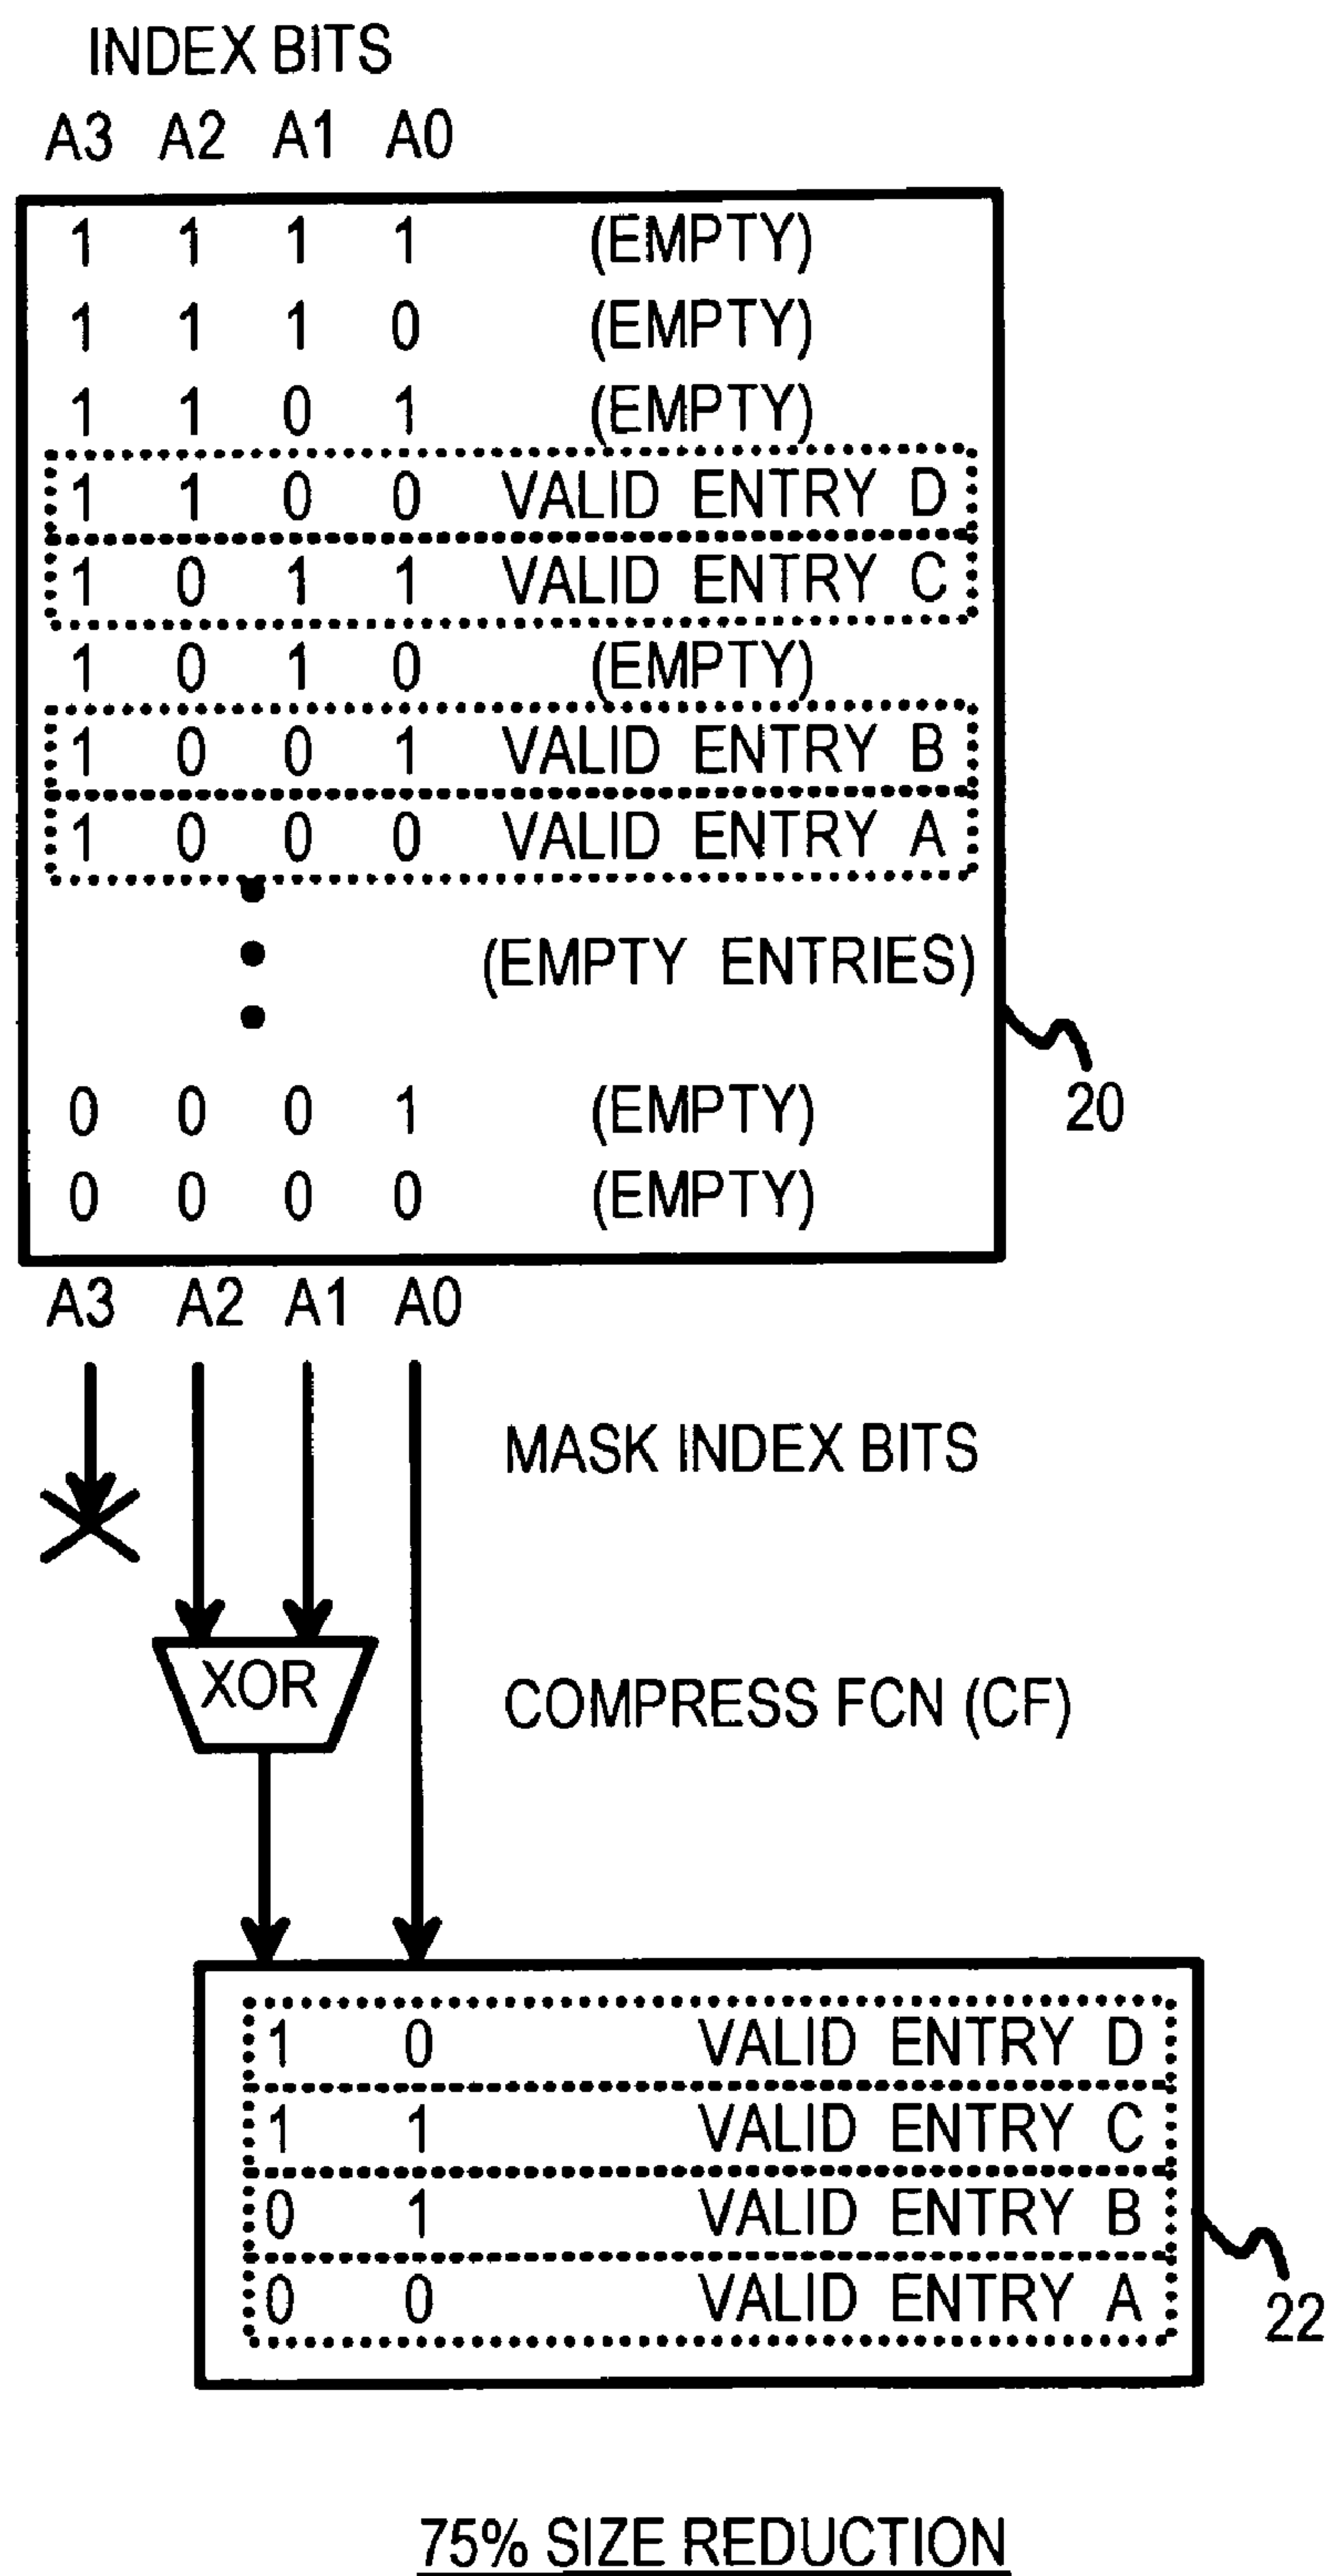 INDEX BITS
A3 A2 A1 A0
1 1 1 1 (EMPTY)
1 1 1 0 (EMPTY)
1 1 0 1 (EMPTY)
1 1 0 0 VALID ENTRY D
1 0 1 1 VALID ENTRY C
1 0 1 0 (EMPTY)
1 0 0 1 VALID ENTRY B
1 0 0 0 VALID ENTRY A
(EMPTY ENTRIES)
20
0 0 0 1 (EMPTY)
0 0 0 0 (EMPTY)
A3 A2 A1 A0
MASK INDEX BITS
XOR
COMPRESS FCN (CF)
1 0 VALID ENTRY D
1 1 VALID ENTRY C
0 1 VALID ENTRY B
0 0 VALID ENTRY A
22
75% SIZE REDUCTION